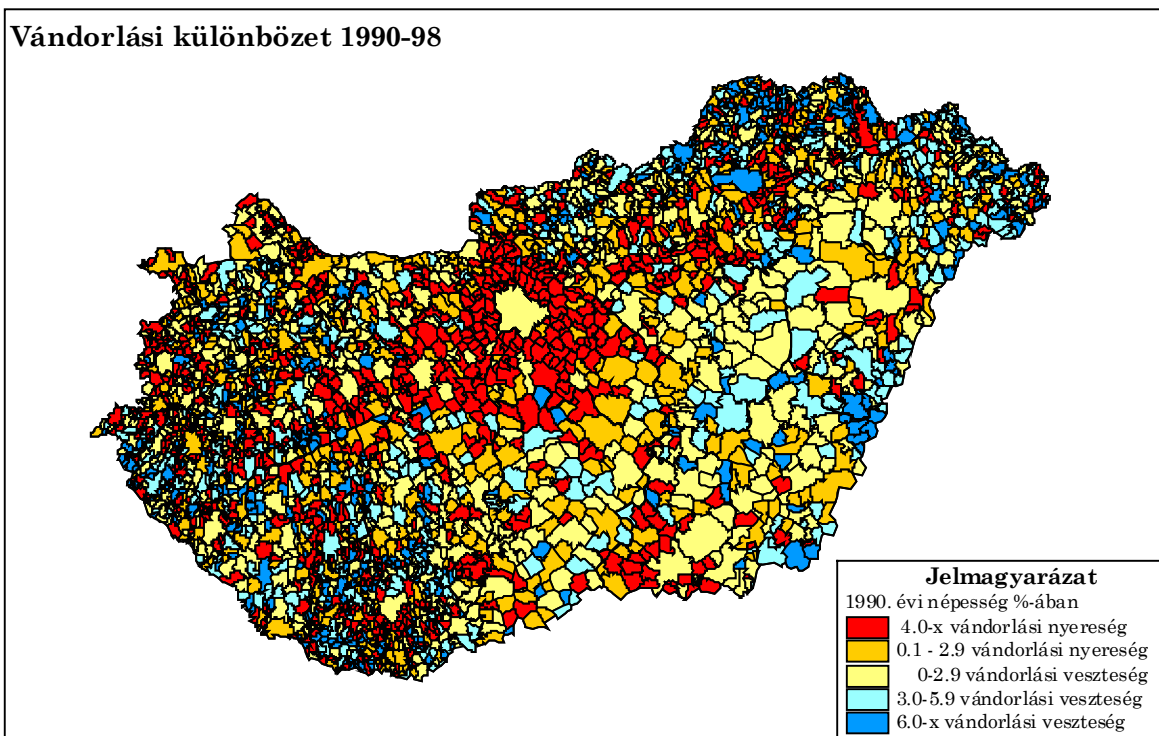 Vándorlási különbözet 1990-98
Jelmagyarázat
1990. évi népesség %-ában
4.0-x vándorlási nyereség
0.1 - 2.9 vándorlási nyereség
0-2.9 vándorlási veszteség
3.0-5.9 vándorlási veszteség
6.0-x vándorlási veszteség